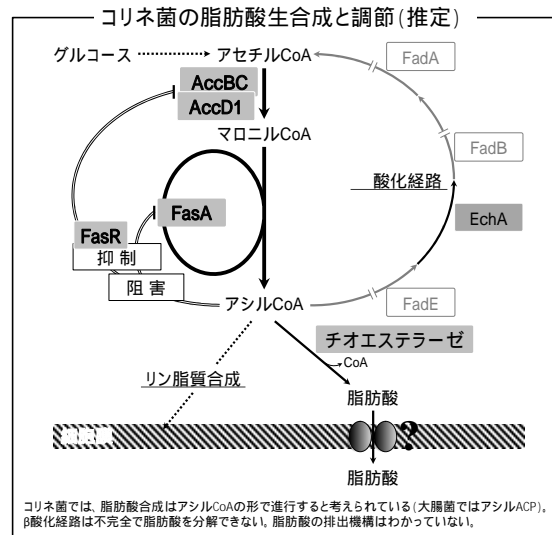 コリネ菌の脂肪酸生合成と調節(推定)
グルコース
アセチルCoA
FadA
AccBC
AccD1
マロニルCoA
FadB
酸化経路
FasA
EchA
FasR
抑制
阻害
アシルCoA
FadE
チオエステラーゼ
CoA
リン脂質合成
脂肪酸
細胞膜
?
脂肪酸
コリネ菌では、脂肪酸合成はアシルCoAの形で進行すると考えられている(大腸菌ではアシルACP)。
β酸化経路は不完全で脂肪酸を分解できない。脂肪酸の排出機構はわかっていない。